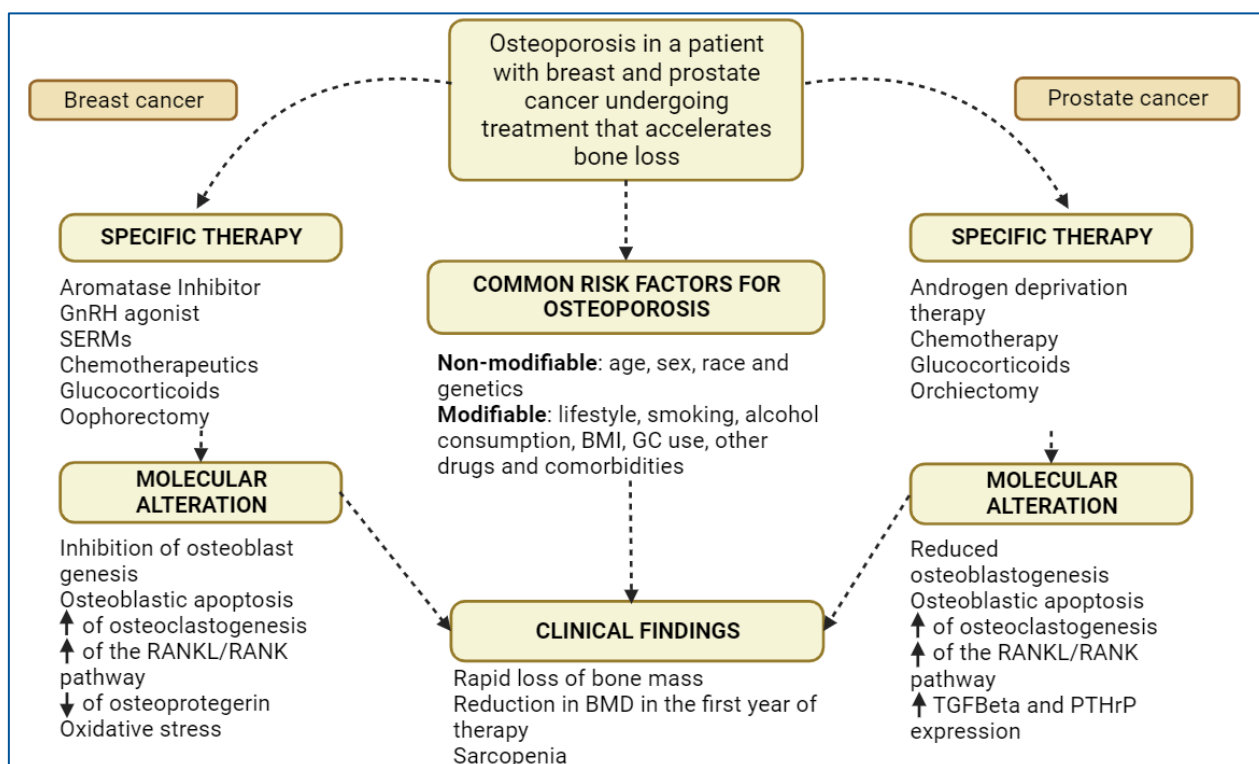 Osteoporosis in a patient
with breast and prostate
cancer undergoing
treatment that accelerates
bone loss
Breast cancer
Prostate cancer
SPECIFIC THERAPY
Aromatase Inhibitor
GnRH agonist
SERMs
Chemotherapeutics
Glucocorticoids
Oophorectomy
MOLECULAR
ALTERATION
Inhibition of osteoblast
genesis
Osteoblastic apoptosis
↑ of osteoclastogenesis
↑ of the RANKL/RANK
pathway
↓ of osteoprotegerin
Oxidative stress
COMMON RISK FACTORS FOR
OSTEOPOROSIS
Non-modifiable: age, sex, race and
genetics
Modifiable: lifestyle, smoking, alcohol
consumption, BMI, GC use, other
drugs and comorbidities
CLINICAL FINDINGS
Rapid loss of bone mass
Reduction in BMD in the first year of
therapy
Sarcopenia
SPECIFIC THERAPY
Androgen deprivation
therapy
Chemotherapy
Glucocorticoids
Orchiectomy
MOLECULAR
ALTERATION
Reduced
osteoblastogenesis
Osteoblastic apoptosis
↑ of osteoclastogenesis
↑ of the RANKL/RANK
pathway
↑ TGFBeta and PTHrP
expression